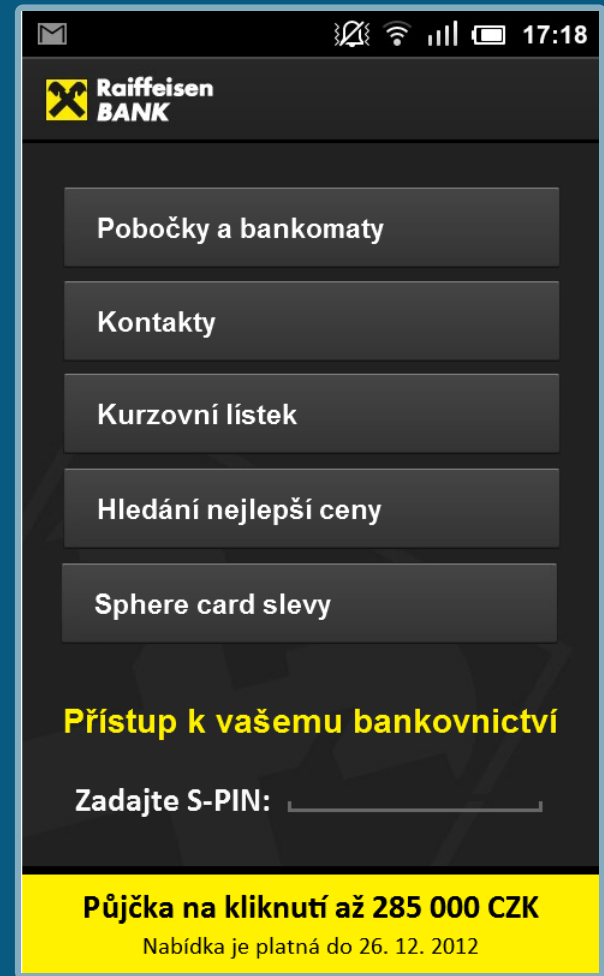 17:18
Raiffeisen
BANK
Pobočky a bankomaty
Kontakty
Kurzovní lístek
Hledání nejlepší ceny
Sphere card slevy
Přístup k vašemu bankovnictví
Zadajte S-PIN:
Půjčka na kliknutí až 285 000 CZK
Nabídka je platná do 26. 12. 2012